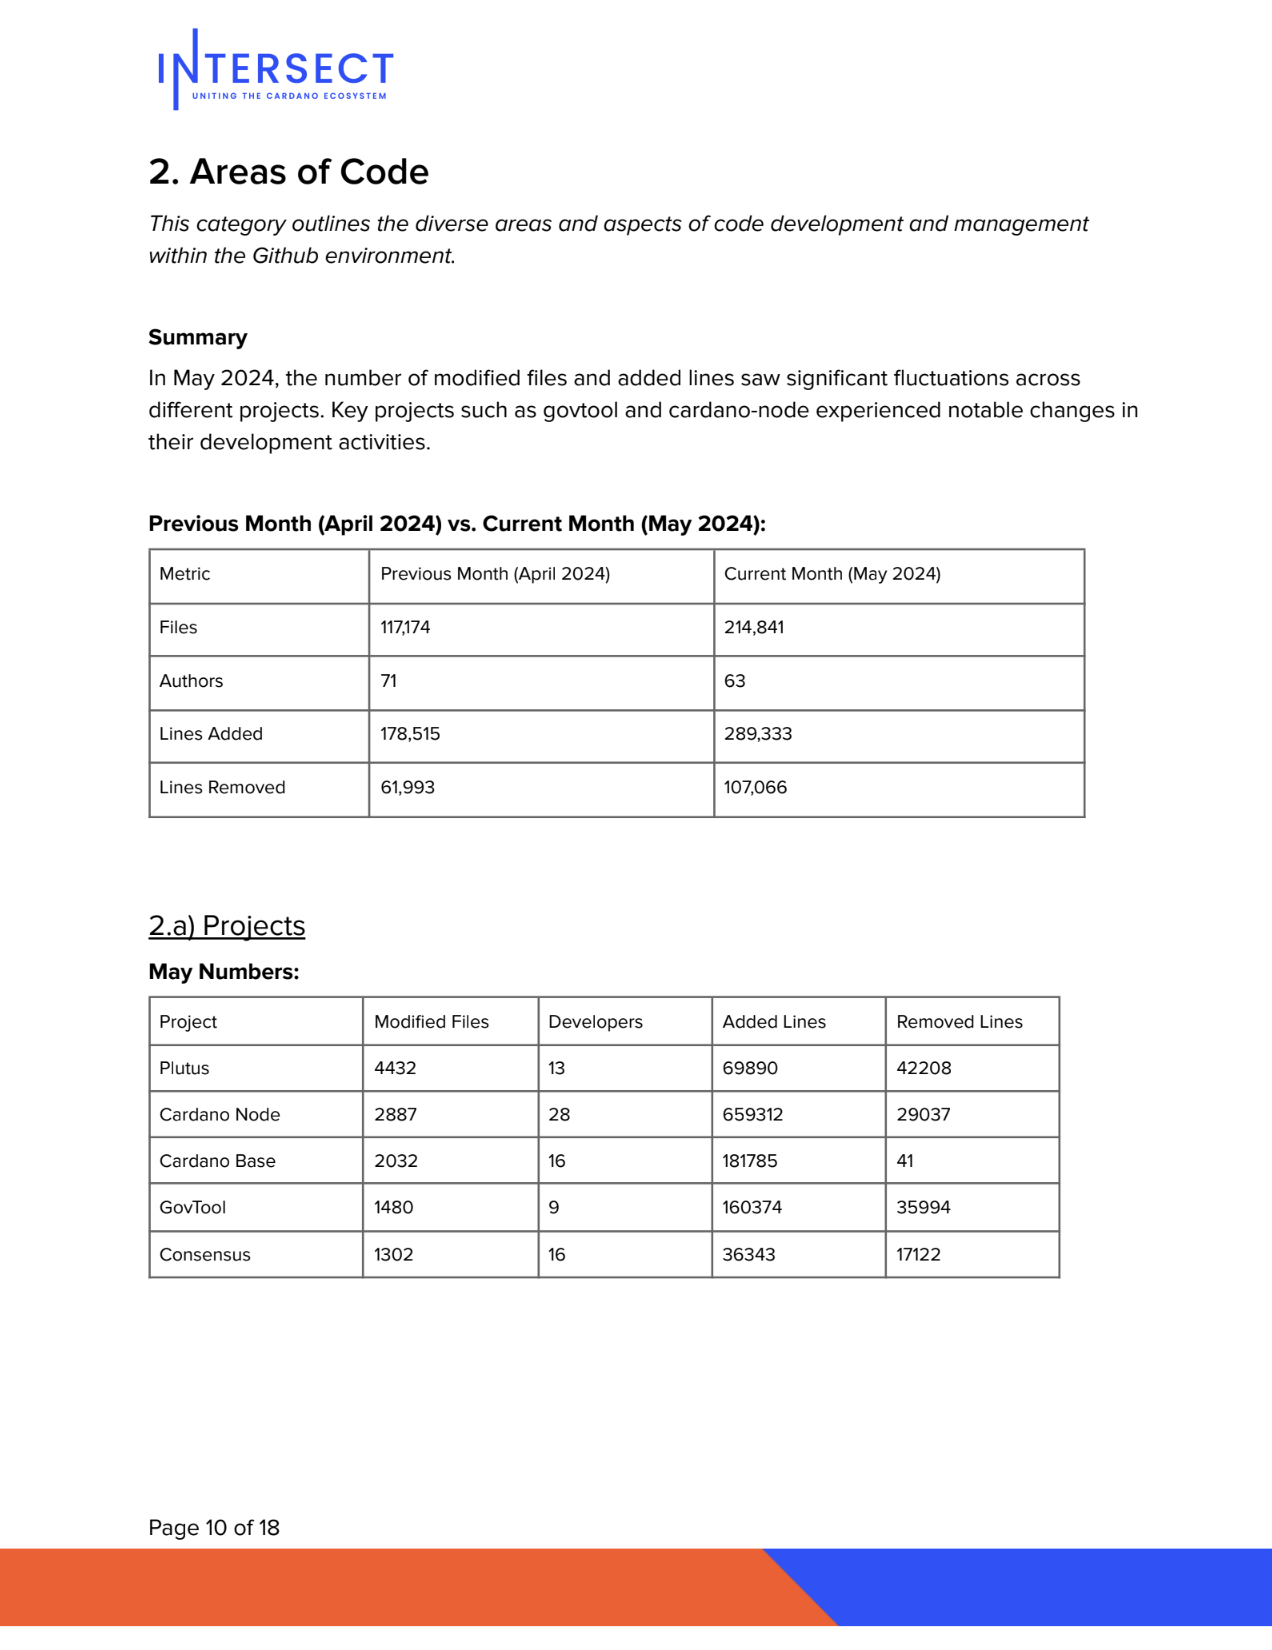 INTERSECT
UNITING THE CARDANO ECOSYSTEM
2. Areas of Code
This category outlines the diverse areas and aspects of code development and management
within the Github environment.
Summary
In May 2024, the number of modified files and added lines saw significant fluctuations across
different projects. Key projects such as govtool and cardano-node experienced notable changes in
their development activities.
Previous Month (April 2024) vs. Current Month (May 2024):
Metric Previous Month (April 2024) Current Month (May 2024)
Files 117,174 214,841
Authors 71 63
Lines Added 178,515 289,333
Lines Removed 61,993 107,066
2.a) Projects
May Numbers:
Project Modified Files Developers Added Lines Removed Lines
Plutus 4432 13 69890 42208
Cardano Node 2887 28 659312 29037
Cardano Base 2032 16 181785 41
GovTool 1480 9 160374 35994
Consensus 1302 16 36343 17122
Page 10 of 18